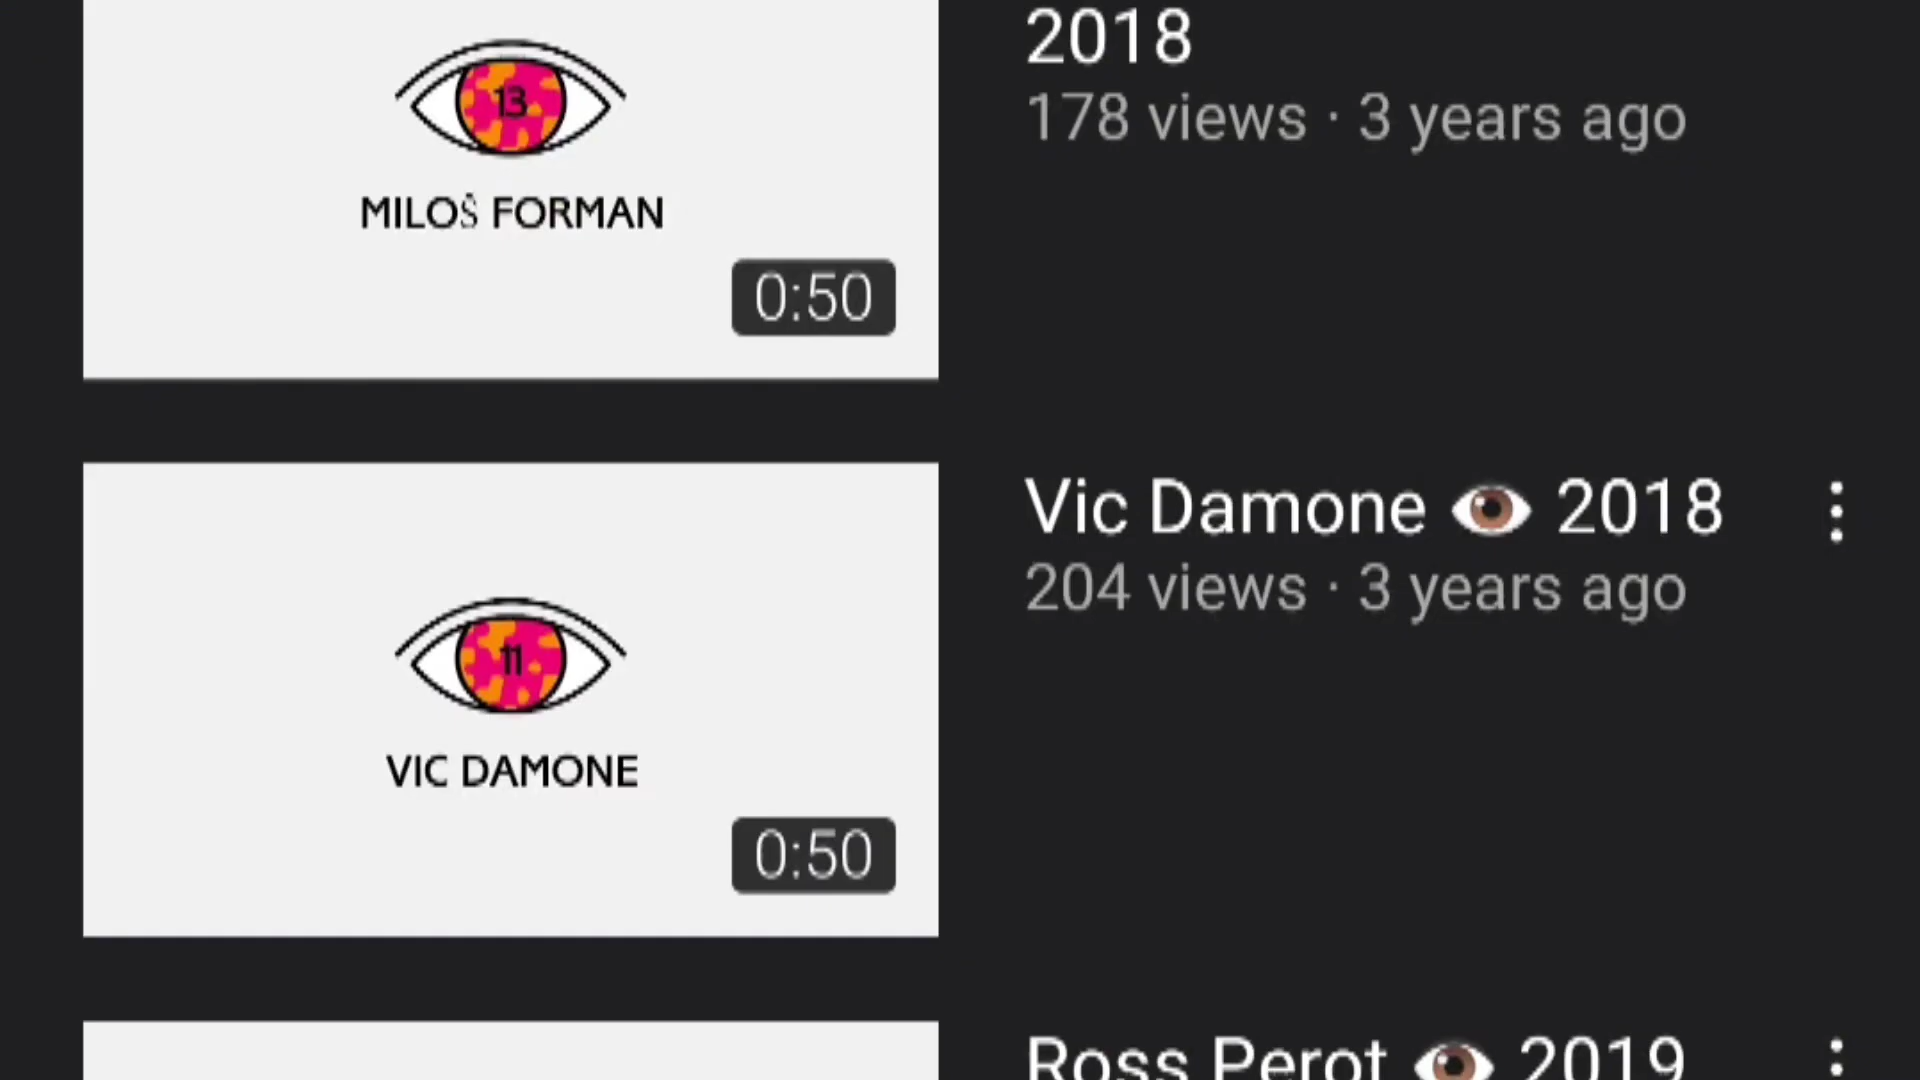 2018
178 views · 3 years ago
13
MILOŠ FORMAN
0:50
Vic Damone 👁 2018
204 views · 3 years ago
11
VIC DAMONE
0:50
Ross Perot 👁 2019